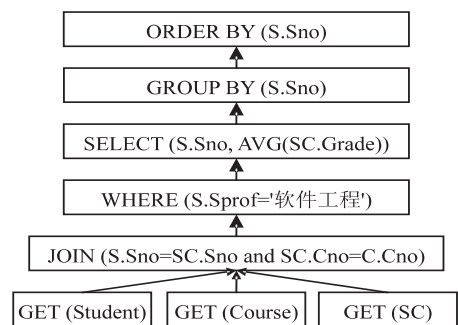 ORDER BY (S.Sno)
GROUP BY (S.Sno)
SELECT (S.Sno, AVG(SC.Grade))
WHERE (S.Sprof='软件工程')
JOIN (S.Sno=SC.Sno and SC.Cno=C.Cno)
GET (Student) GET (Course) GET (SC)